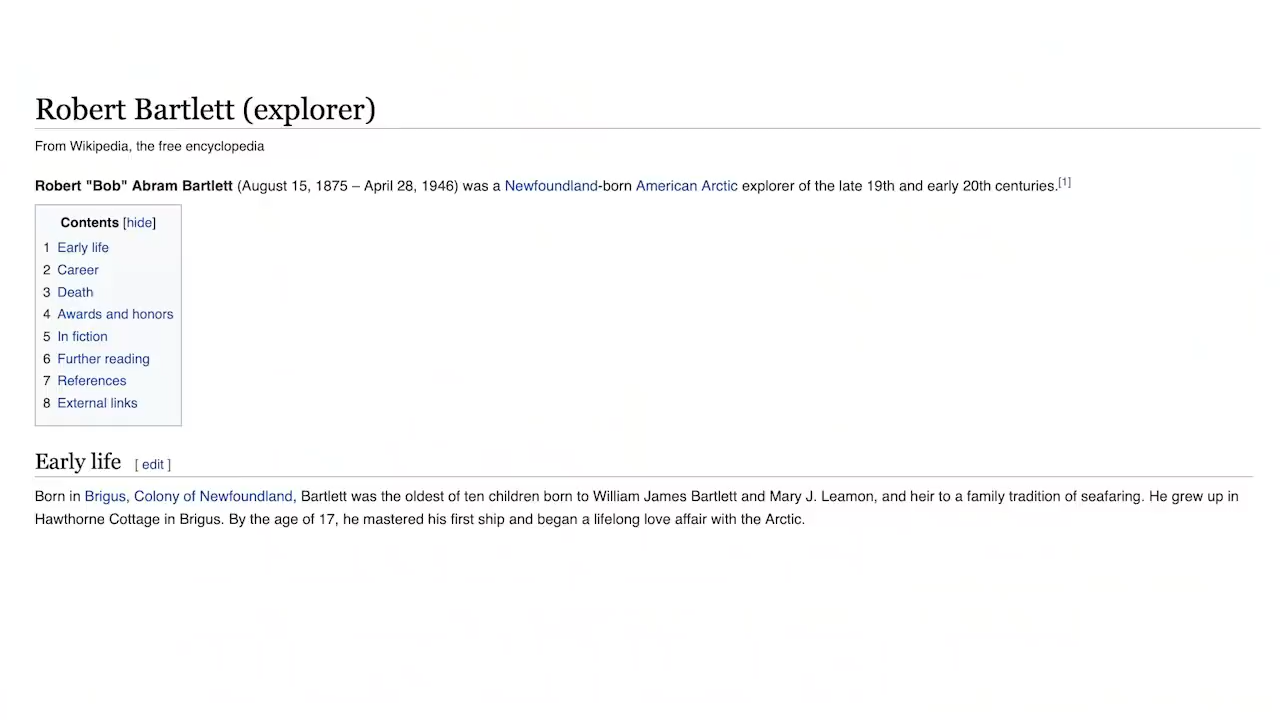 Robert Bartlett (explorer)
From Wikipedia, the free encyclopedia
Robert "Bob" Abram Bartlett (August 15, 1875 – April 28, 1946) was a Newfoundland-born American Arctic explorer of the late 19th and early 20th centuries.[1]
Contents [hide]
1 Early life
2 Career
3 Death
4 Awards and honors
5 In fiction
6 Further reading
7 References
8 External links
Early life [ edit ]
Born in Brigus, Colony of Newfoundland, Bartlett was the oldest of ten children born to William James Bartlett and Mary J. Leamon, and heir to a family tradition of seafaring. He grew up in
Hawthorne Cottage in Brigus. By the age of 17, he mastered his first ship and began a lifelong love affair with the Arctic.